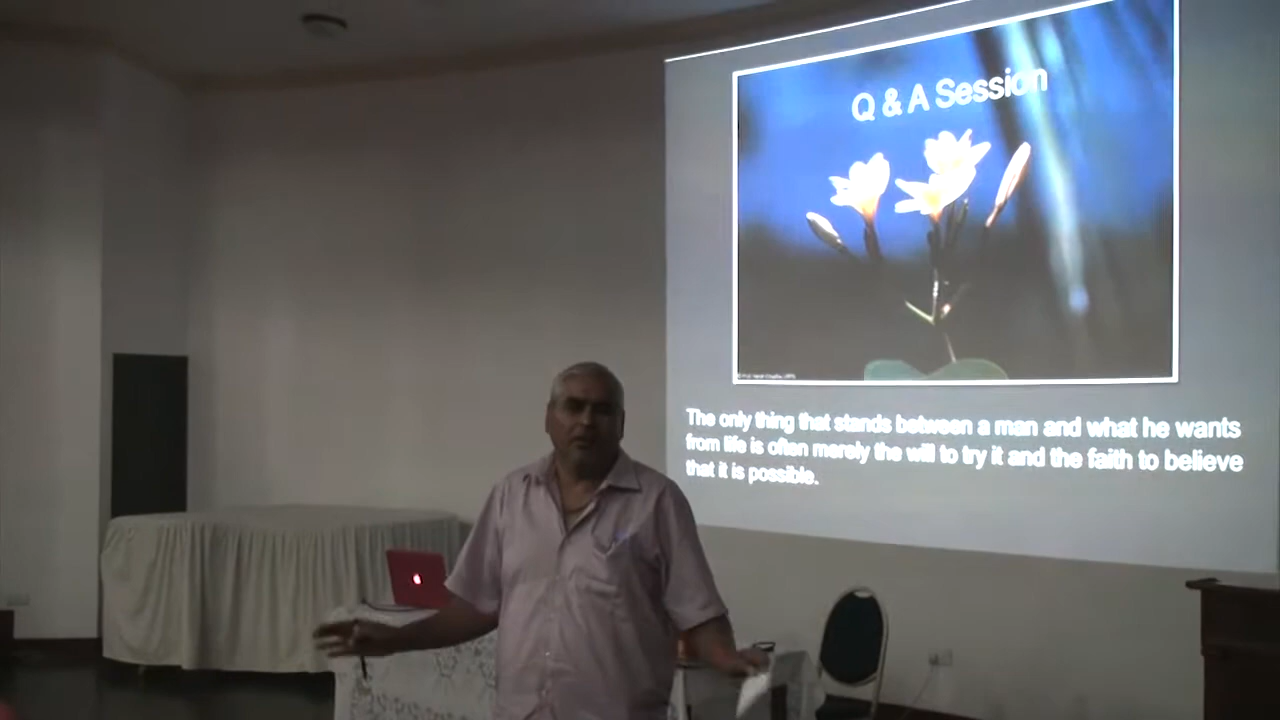 Q & A Session
The only thing that stands between a man and what he wants
from life is often merely the will to try it and the faith to believe
that it is possible.